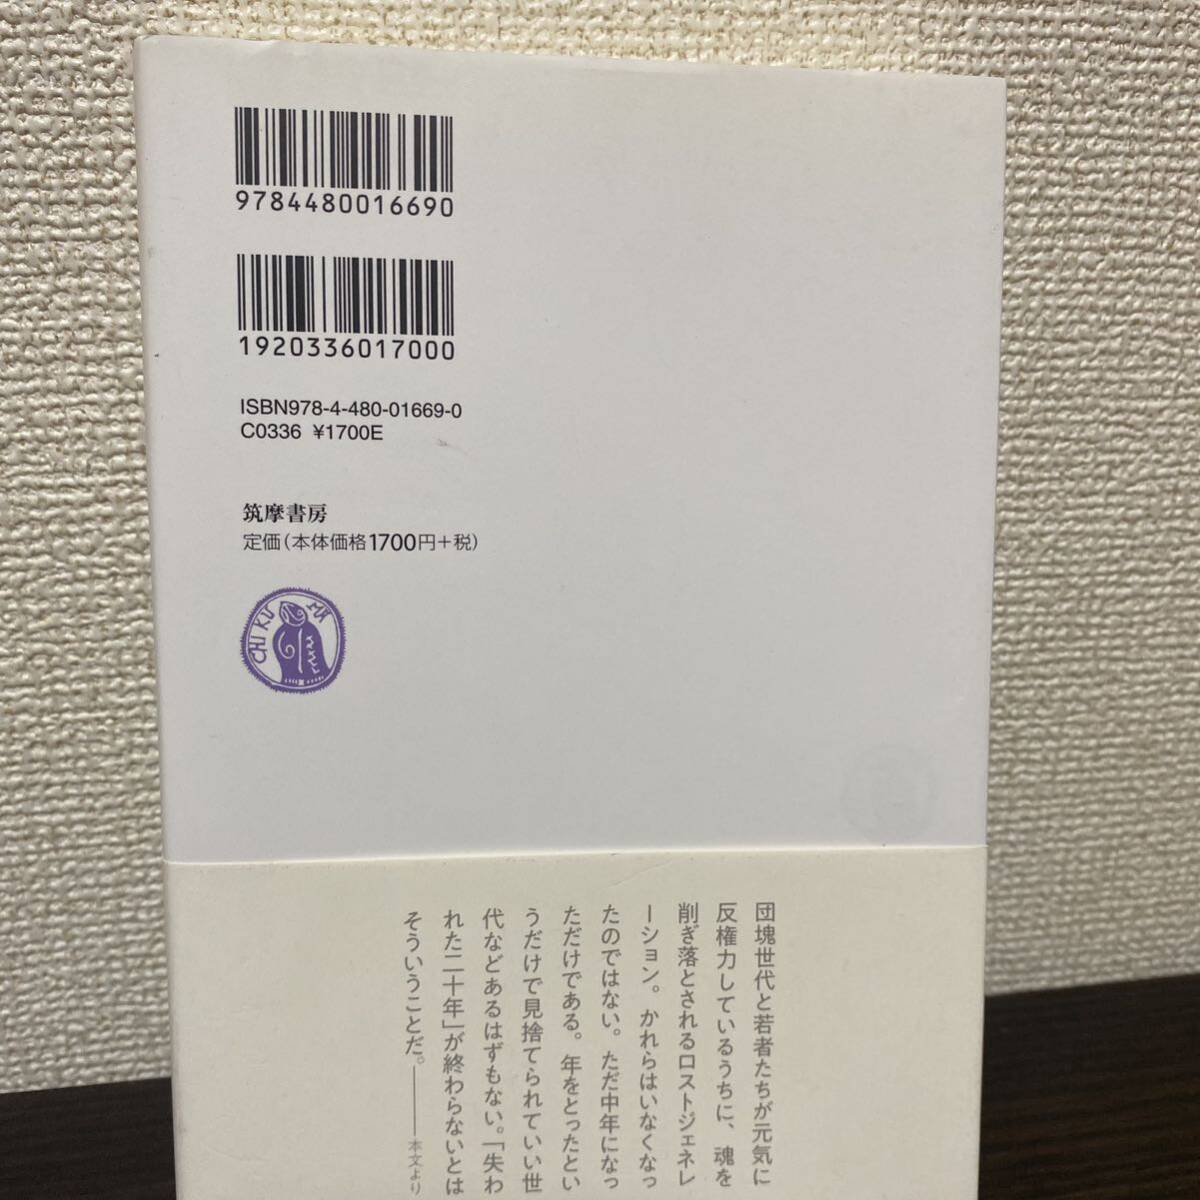 9784480016690
1920336017000
ISBN978-4-480-01669-0
C0336 ¥1700E
筑摩書房
定価(本体価格1700円+税)
CHIKUMA
団塊世代と若者たちが元気に
反権力しているうちに、魂を
削ぎ落とされるロストジェネレ
ーション。かれらはいなくなっ
たのではない。ただ中年になっ
ただけである。年をとったとい
うだけで見捨てられていい世
代などあるはずもない。「失わ
れた二十年」が終わらないとは
そういうことだ。——本文より